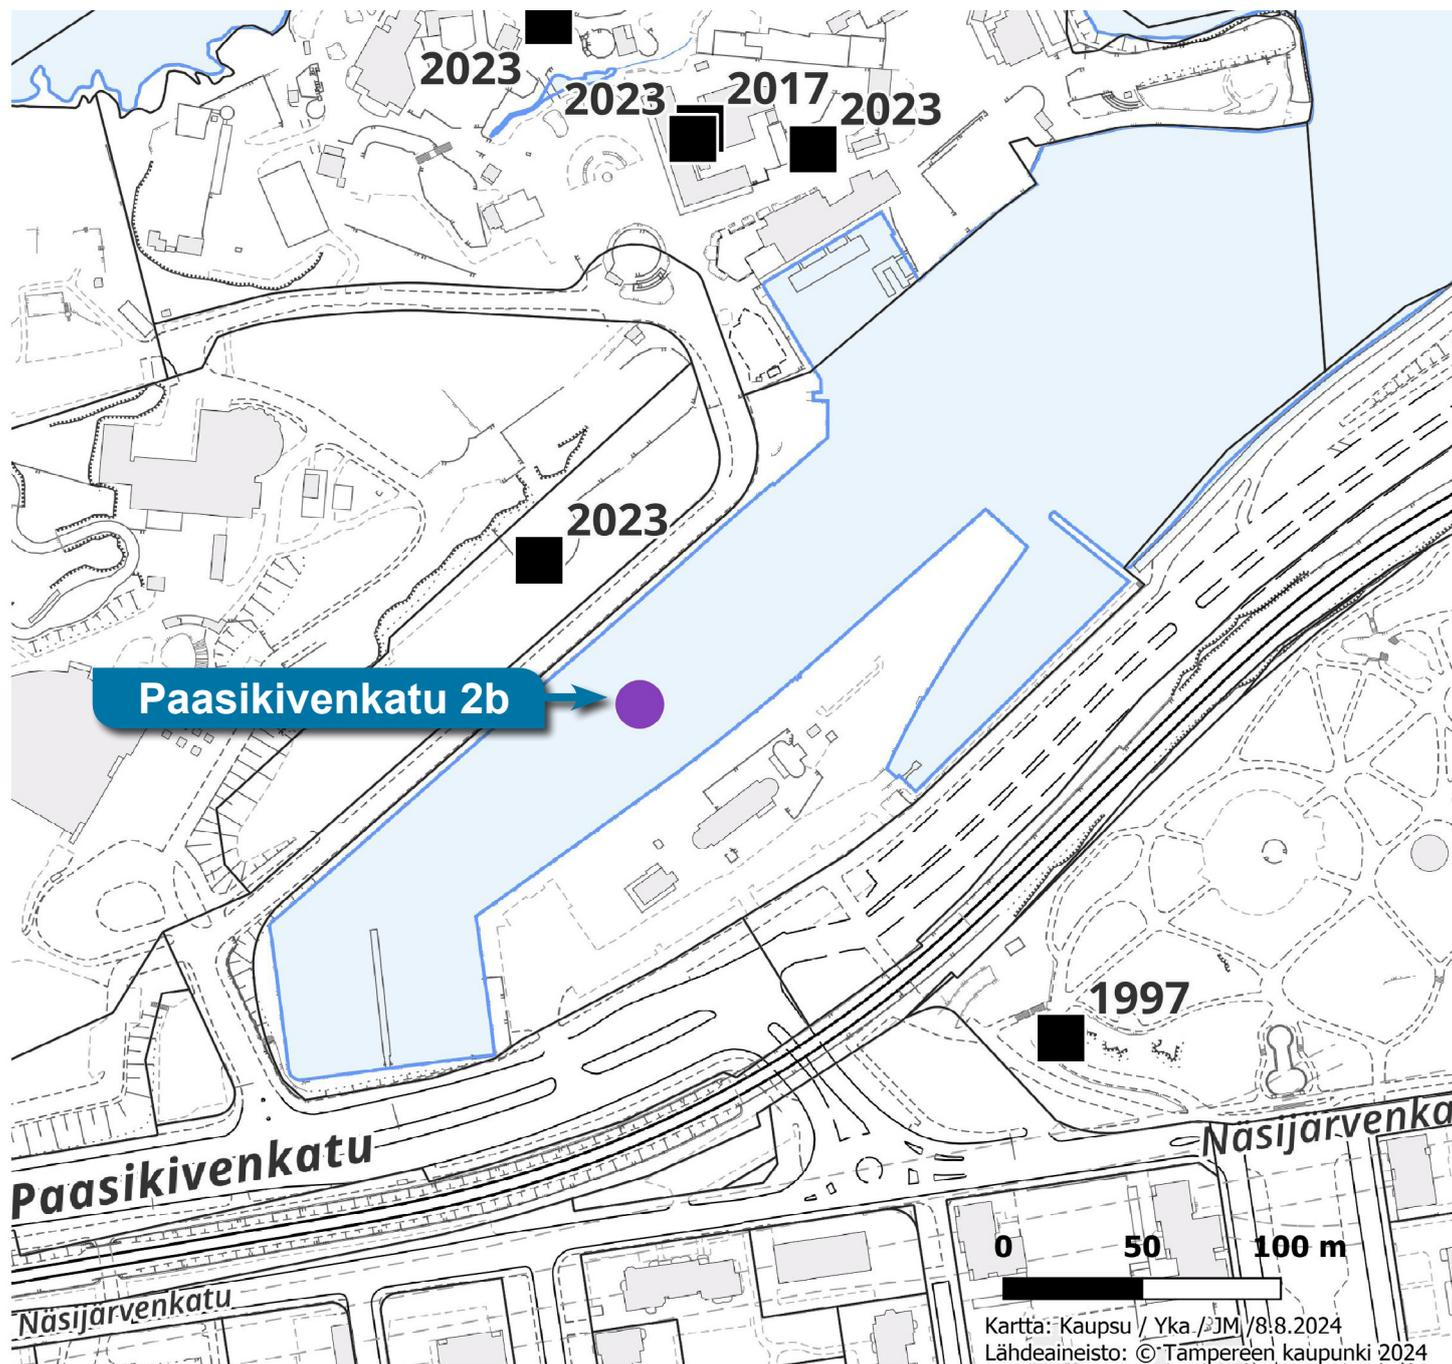 2023
2023
2017
2023
2023
Paasikivenkatu 2b
1997
Näsijärvenka
Paasikivenkatu
0 50 100 m
Näsijärvenkatu
Kartta: Kaupsu / Yka / JM /8.8.2024
Lähdeaineisto: © Tampereen kaupunki 2024